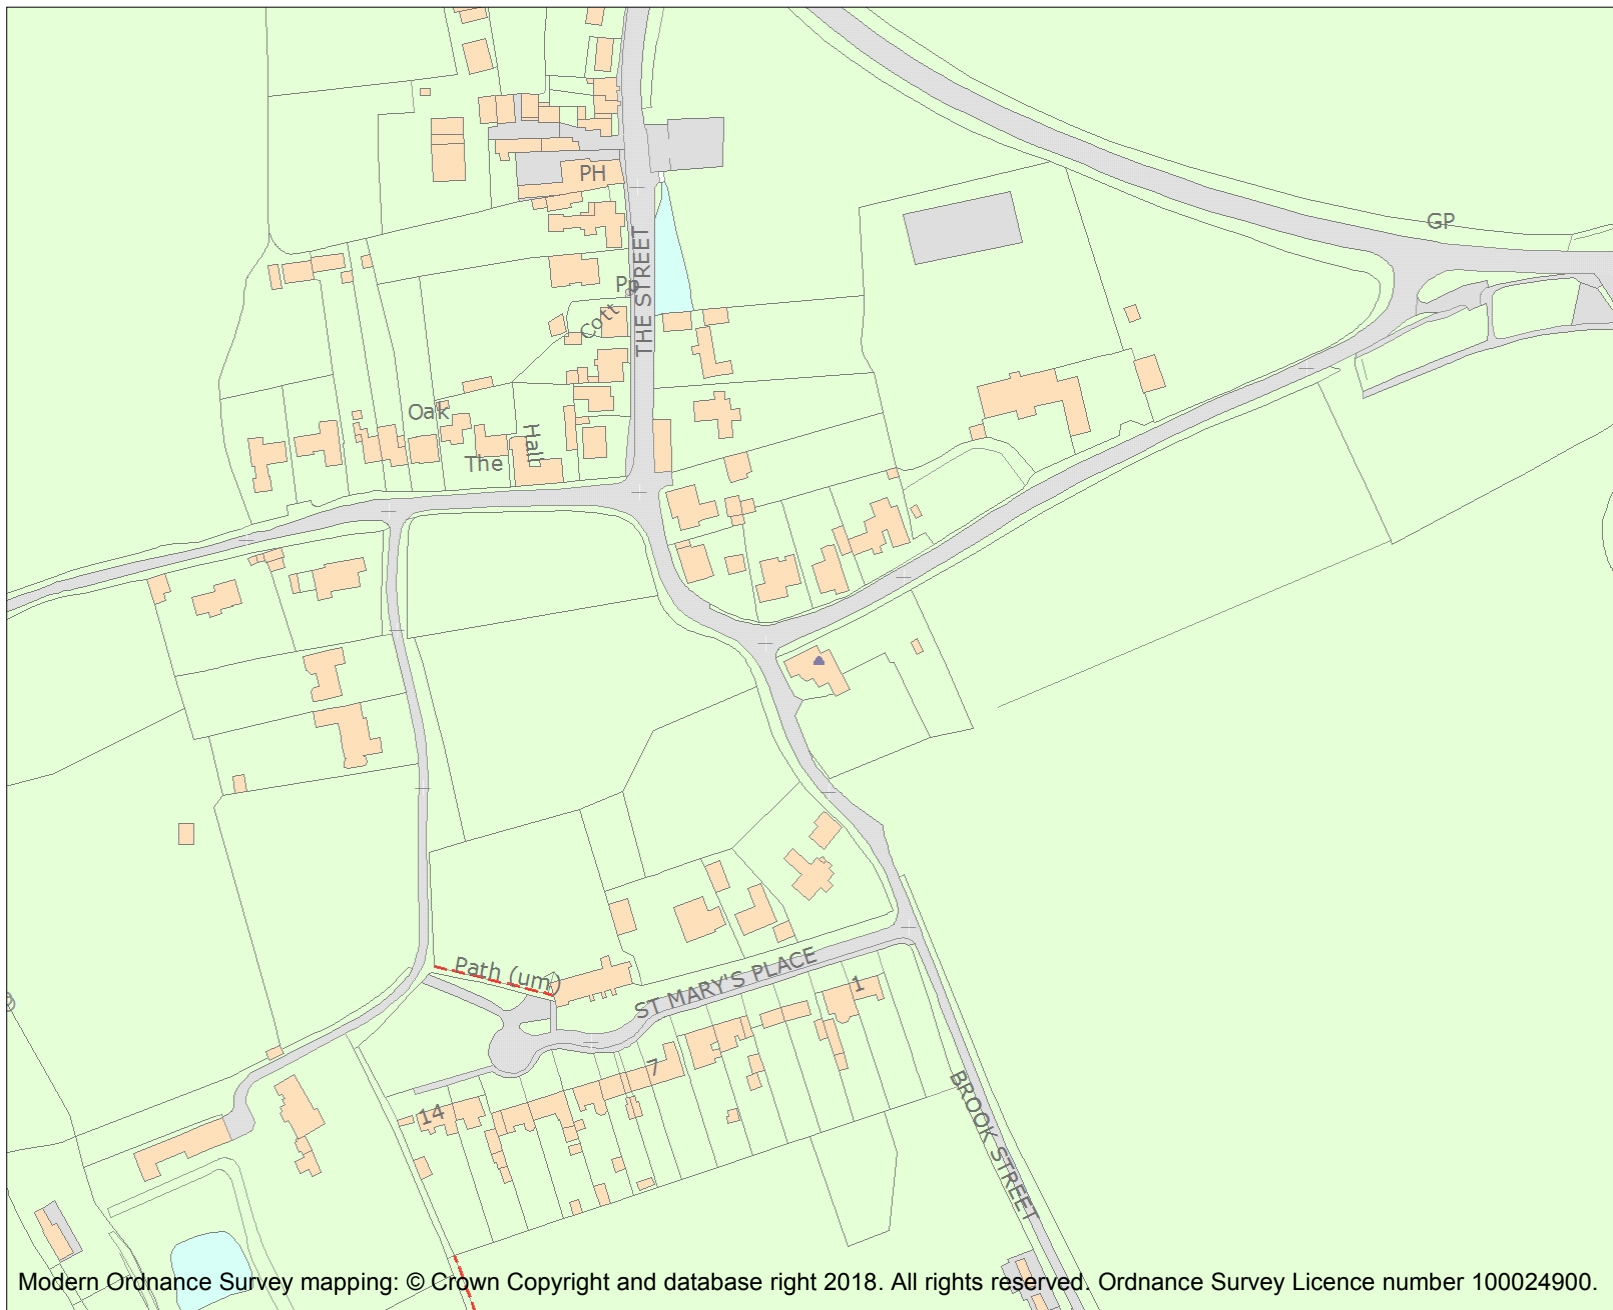 PH
GP
THE STREET
Pp
Cott
Oak
Hall
The
Path (um)
ST MARY'S PLACE
1
7
14
BROOK STREET
Modern Ordnance Survey mapping: © Crown Copyright and database right 2018. All rights reserved. Ordnance Survey Licence number 100024900.